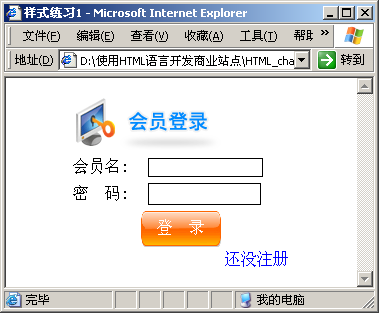 样式练习1 - Microsoft Internet Explorer
文件(F) 编辑(E) 查看(V) 收藏(A) 工具(T) 帮 »
地址(D) D:\使用HTML语言开发商业站点\HTML_cha 转到
会员登录
会员名:
密 码:
登 录
还没注册
完毕 我的电脑